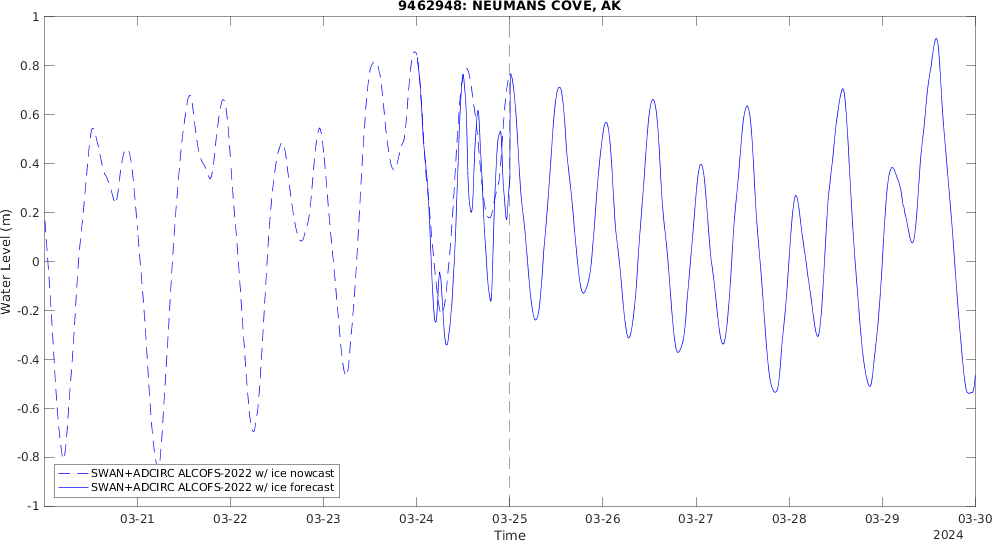 9462948: NEUMANS COVE, AK
Water Level (m)
1
0.8
0.6
0.4
0.2
0
-0.2
-0.4
-0.6
-0.8
-1
SWAN+ADCIRC ALCOFS-2022 w/ ice nowcast
SWAN+ADCIRC ALCOFS-2022 w/ ice forecast
03-21 03-22 03-23 03-24 03-25 03-26 03-27 03-28 03-29 03-30
Time
2024